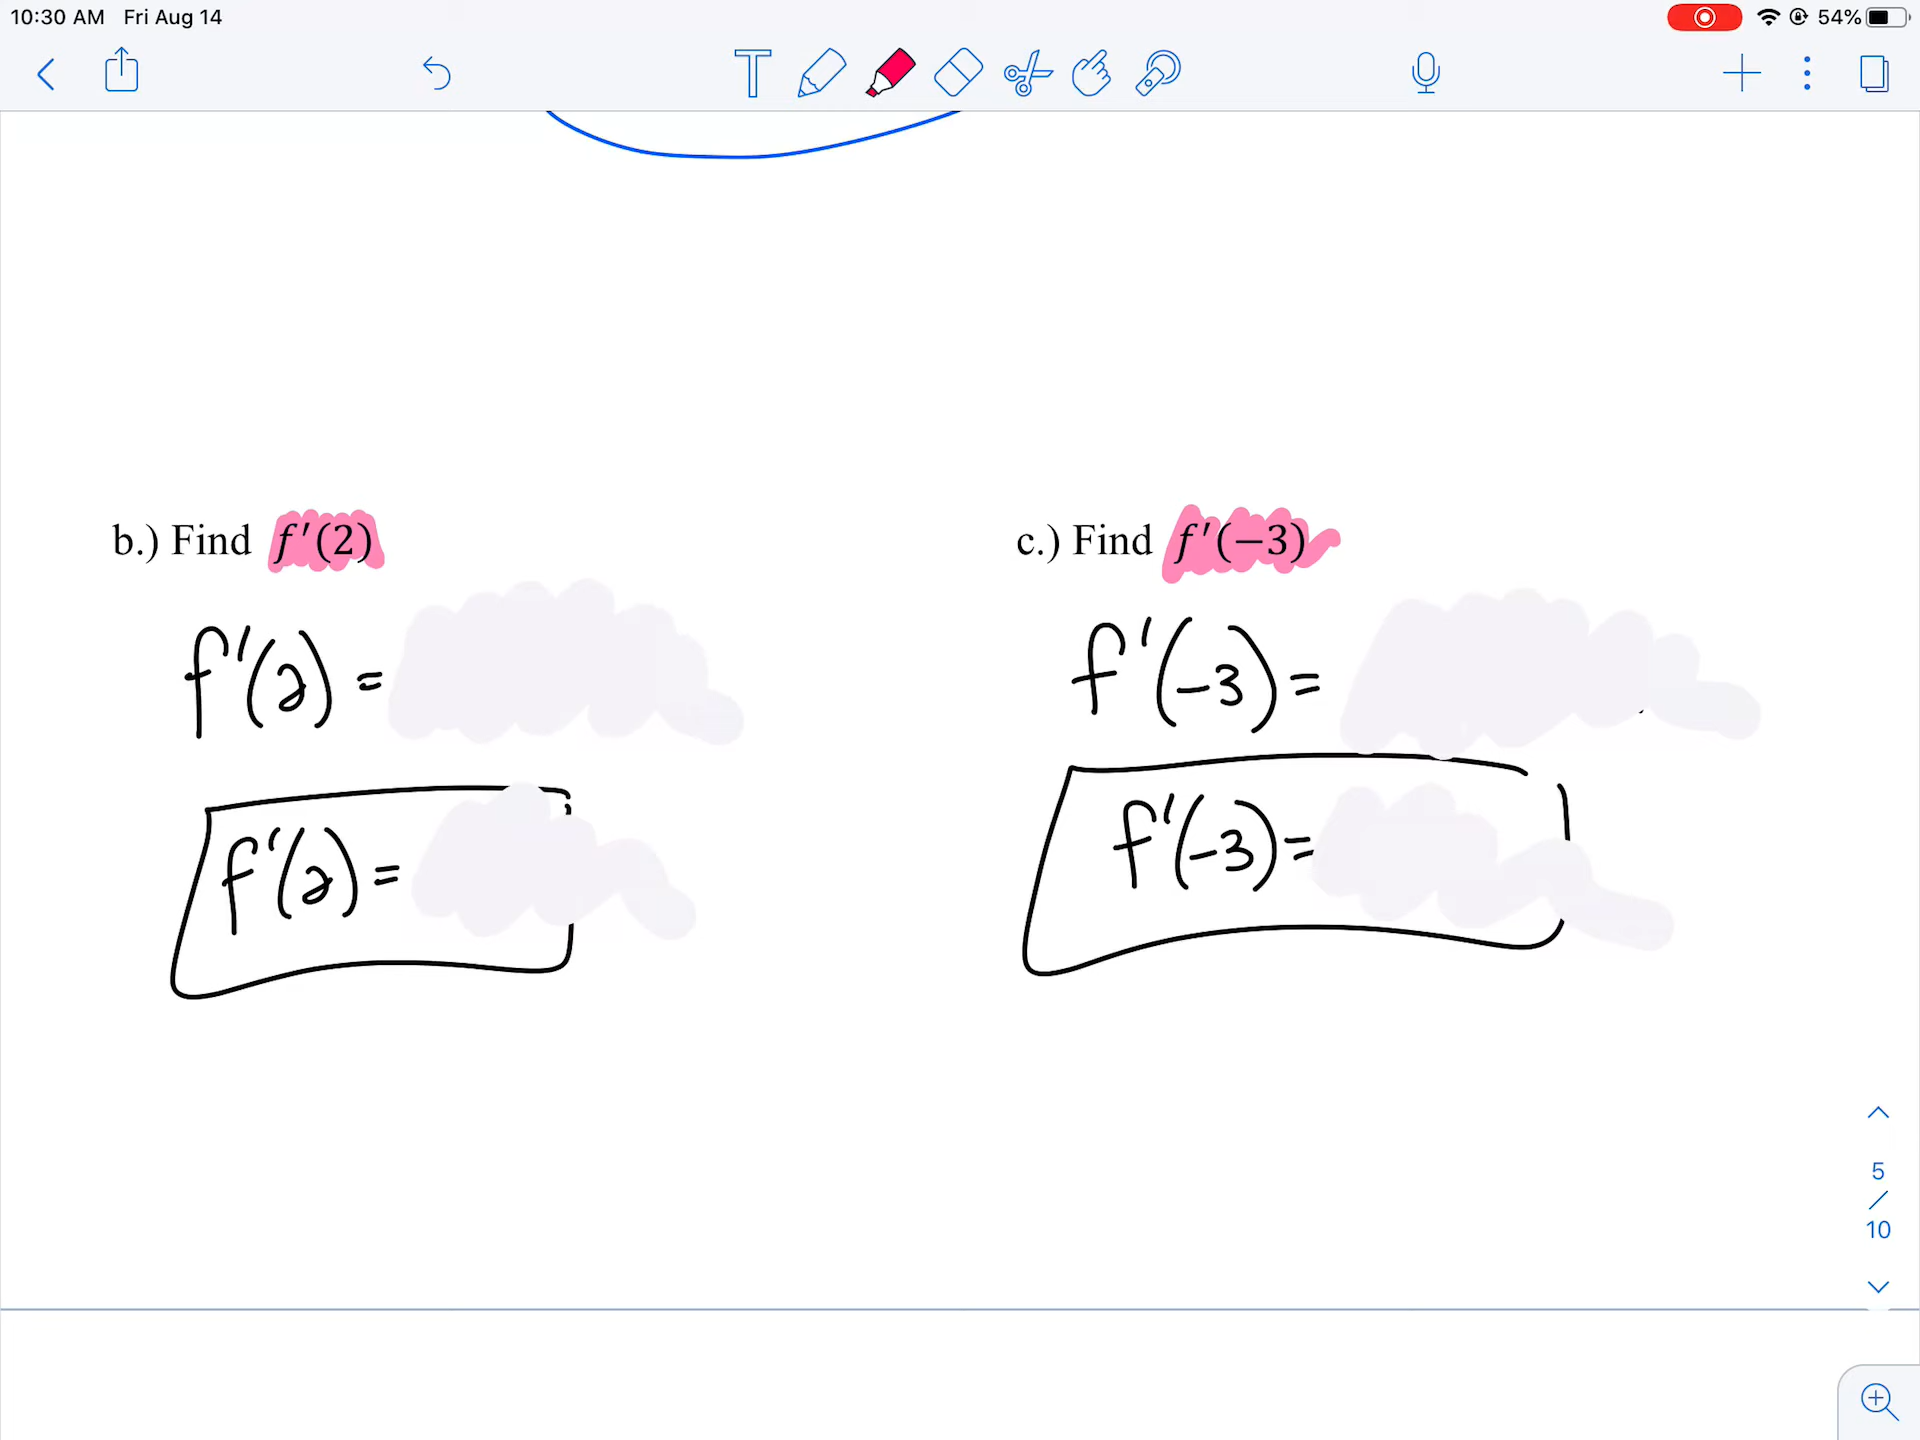 10:30 AM Fri Aug 14
54%
b.) Find f′(2)
c.) Find f′(−3)
f′(2) =
f′(-3) =
f′(2) =
f′(-3) =
5
/
10